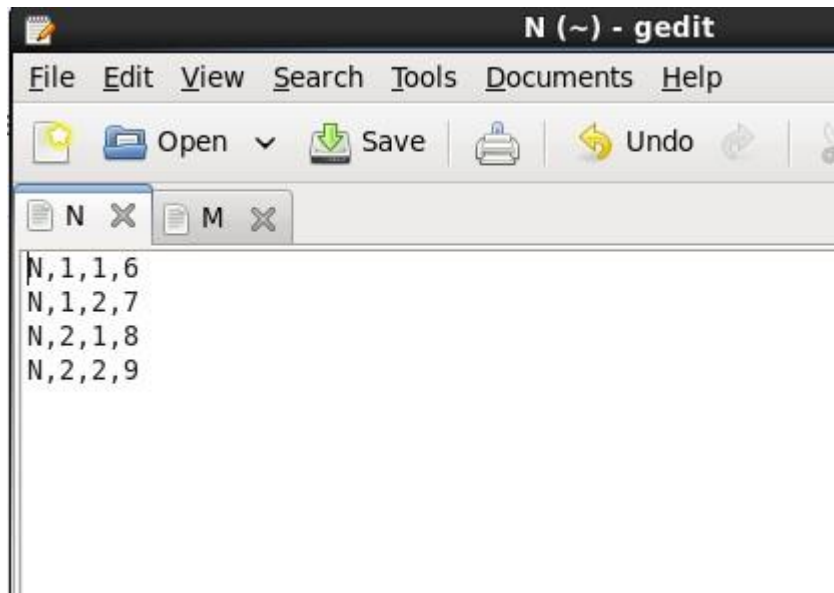 N (~) - gedit
File Edit View Search Tools Documents Help
Open Save Undo
N M
N,1,1,6
N,1,2,7
N,2,1,8
N,2,2,9